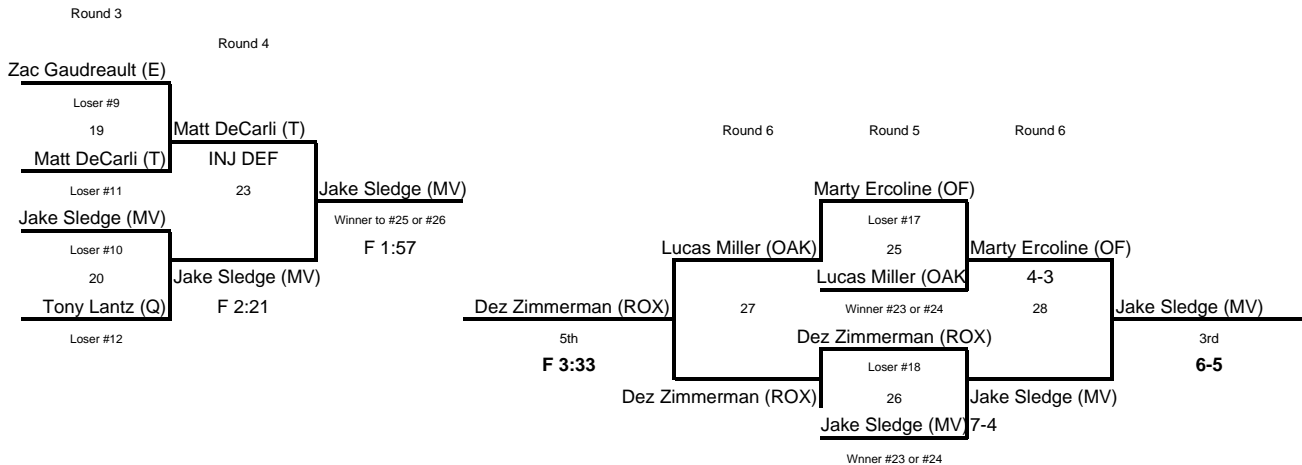 Round 3
Round 4
Zac Gaudreault (E)
Loser #9
19
Matt DeCarli (T)
Matt DeCarli (T)
INJ DEF
Loser #11
23
Jake Sledge (MV)
Jake Sledge (MV)
Winner to #25 or #26
Loser #10
F 1:57
20
Jake Sledge (MV)
Tony Lantz (Q)
F 2:21
Loser #12
Round 6
Round 5
Round 6
Marty Ercoline (OF)
Loser #17
Lucas Miller (OAK)
25
Marty Ercoline (OF)
Lucas Miller (OAK
4-3
Dez Zimmerman (ROX)
27
Winner #23 or #24
28
Jake Sledge (MV)
5th
Dez Zimmerman (ROX)
3rd
F 3:33
Loser #18
6-5
Dez Zimmerman (ROX)
26
Jake Sledge (MV)
Jake Sledge (MV)
7-4
Wnner #23 or #24